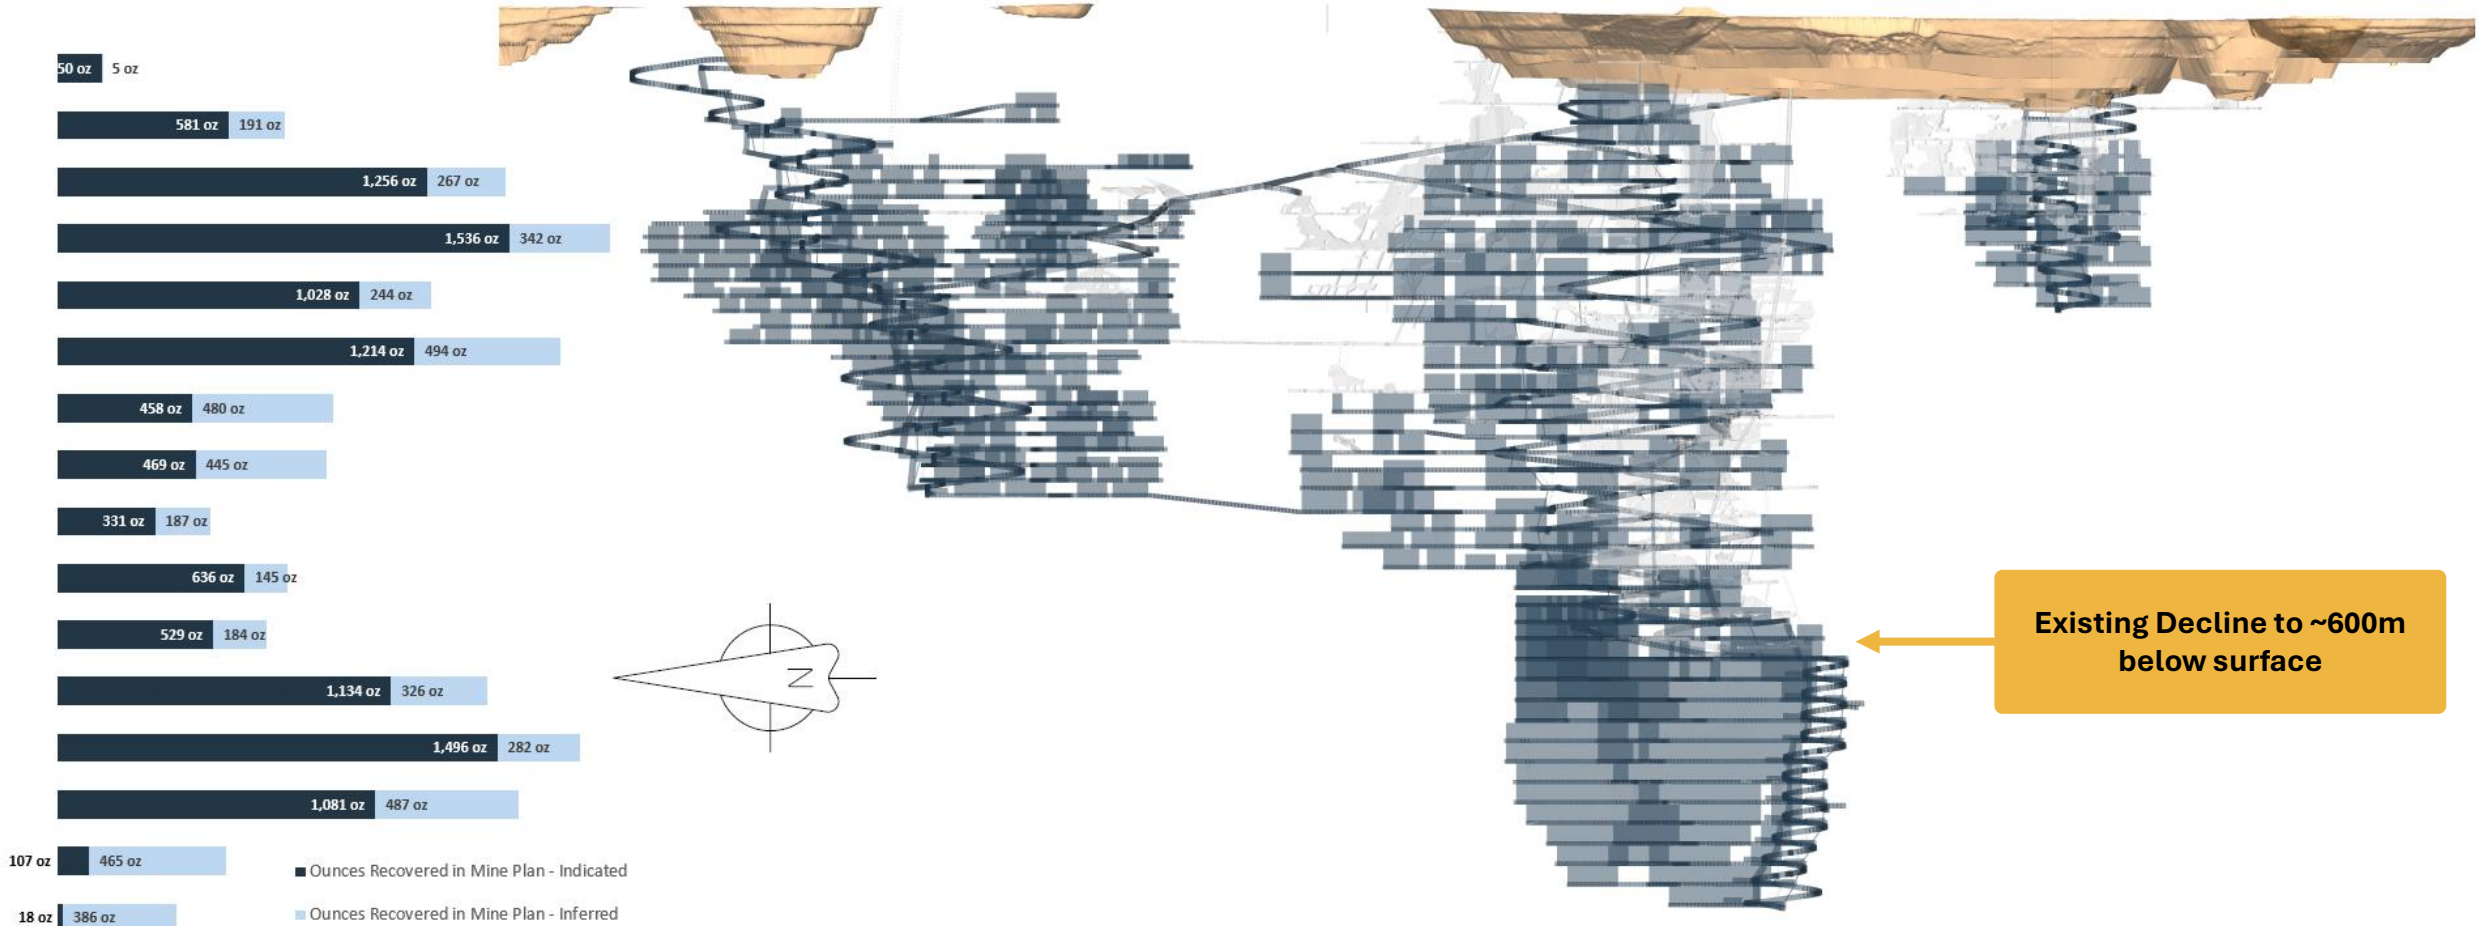 50 oz 5 oz
581 oz 191 oz
1,256 oz 267 oz
1,536 oz 342 oz
1,028 oz 244 oz
1,214 oz 494 oz
458 oz 480 oz
469 oz 445 oz
331 oz 187 oz
636 oz 145 oz
529 oz 184 oz
1,134 oz 326 oz
1,496 oz 282 oz
1,081 oz 487 oz
107 oz 465 oz
18 oz 386 oz
Ounces Recovered in Mine Plan - Indicated
Ounces Recovered in Mine Plan - Inferred
N
Existing Decline to ~600m
below surface